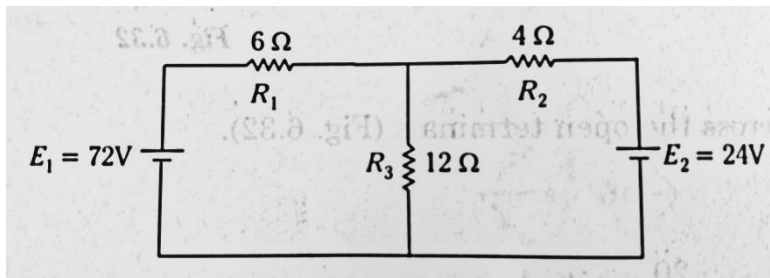 6 Ω
4 Ω
R₁
R₂
E₁ = 72V
R₃
12 Ω
E₂ = 24V